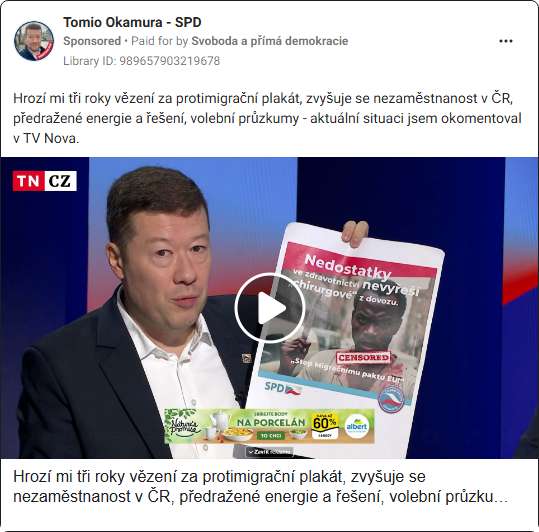 Tomio Okamura - SPD
Sponsored • Paid for by Svoboda a přímá demokracie
Library ID: 989657903219678
Hrozí mi tři roky vězení za protimigrační plakát, zvyšuje se nezaměstnanost v ČR,
předražené energie a řešení, volební průzkumy - aktuální situaci jsem okomentoval
v TV Nova.
TN CZ
Nedostatky
ve zdravotnictví nevyřeší
„chirurgové“ z dovozu.
CENSORED
„Stop Migračnímu paktu EU!“
SPD
Nature's Promise
SBÍREJTE BODY
NA PORCELÁN
60%
albert
Zavřít reklamu
Hrozí mi tři roky vězení za protimigrační plakát, zvyšuje se
nezaměstnanost v ČR, předražené energie a řešení, volební průzku...